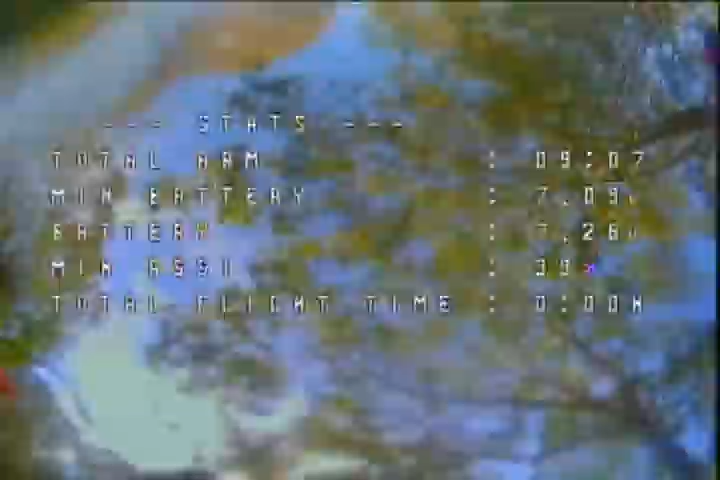 --- STATS ---
TOTAL ARM : 09:07
MIN BATTERY : 7.09V
BATTERY : 7.26V
MIN RSSI : 99%
TOTAL FLIGHT TIME : 0:00H